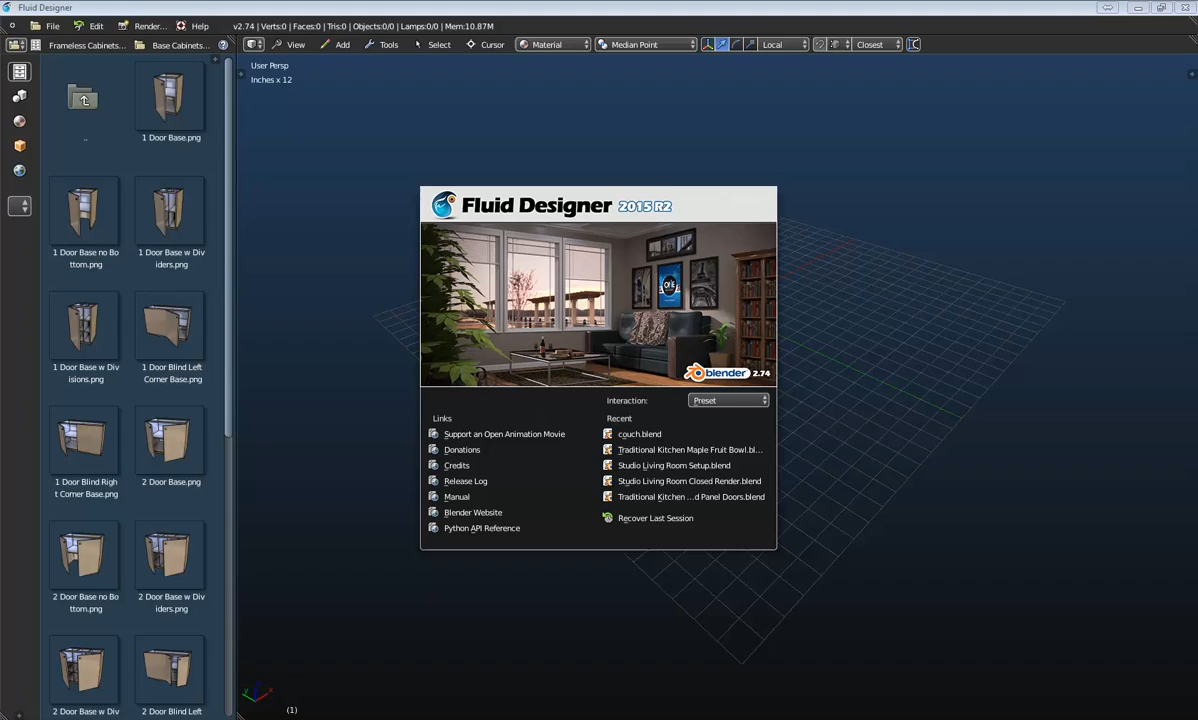 Fluid Designer
File Edit Render... Help v2.74 | Verts:0 | Faces:0 | Tris:0 | Objects:0/0 | Lamps:0/0 | Mem:10.87M
Frameless Cabinets... Base Cabinets... View Add Tools Select Cursor Material Median Point Local Closest
User Persp
Inches x 12
..
1 Door Base.png
1 Door Base no Bo
ttom.png
1 Door Base w Div
iders.png
1 Door Base w Div
isions.png
1 Door Blind Left
Corner Base.png
1 Door Blind Righ
t Corner Base.png
2 Door Base.png
2 Door Base no Bo
ttom.png
2 Door Base w Div
iders.png
2 Door Base w Div
2 Door Blind Left
Fluid Designer 2015 R2
blender 2.74
Interaction: Preset
Links
Support an Open Animation Movie
Donations
Credits
Release Log
Manual
Blender Website
Python API Reference
Recent
couch.blend
Traditional Kitchen Maple Fruit Bowl.bl...
Studio Living Room Setup.blend
Studio Living Room Closed Render.blend
Traditional Kitchen ...d Panel Doors.blend
Recover Last Session
(1)